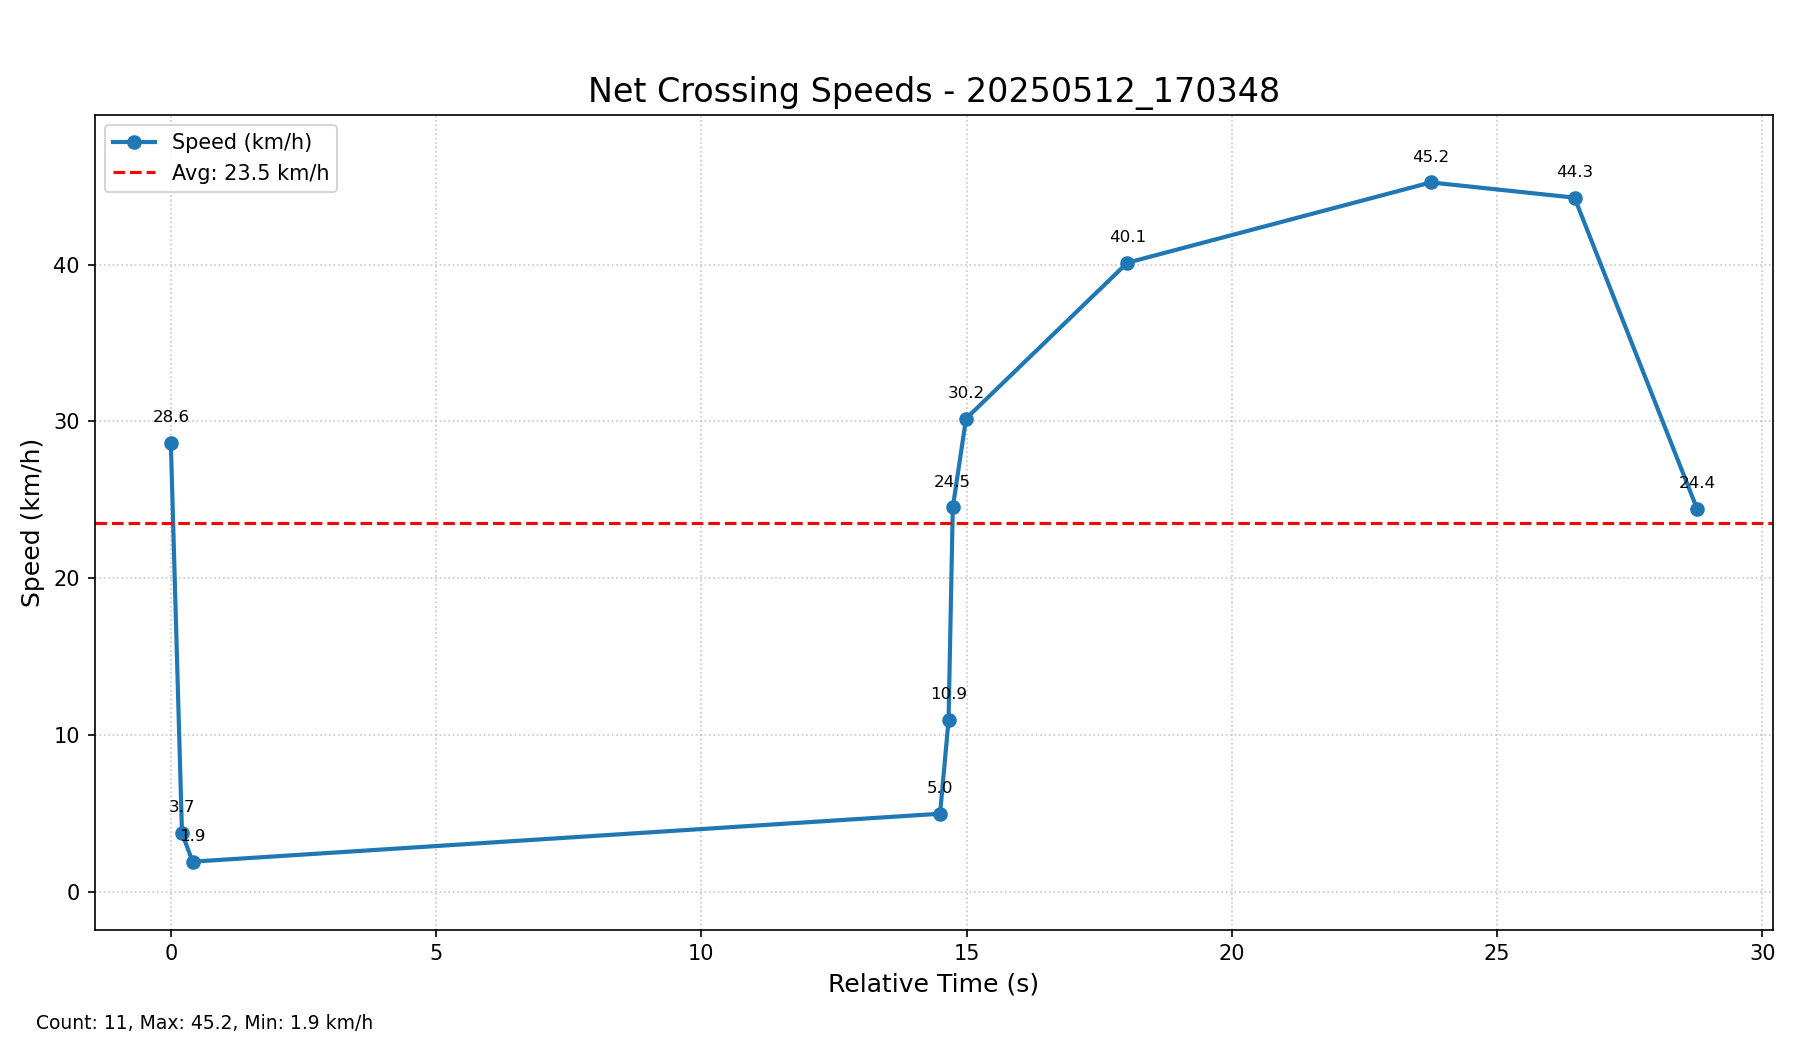 Net Crossing Speeds - 20250512_170348
Speed (km/h)
Avg: 23.5 km/h
45.2
44.3
40.1
30.2
28.6
24.5
24.4
10.9
3.7
1.9
5.0
40
30
20
10
0
Speed (km/h)
0 5 10 15 20 25 30
Relative Time (s)
Count: 11, Max: 45.2, Min: 1.9 km/h